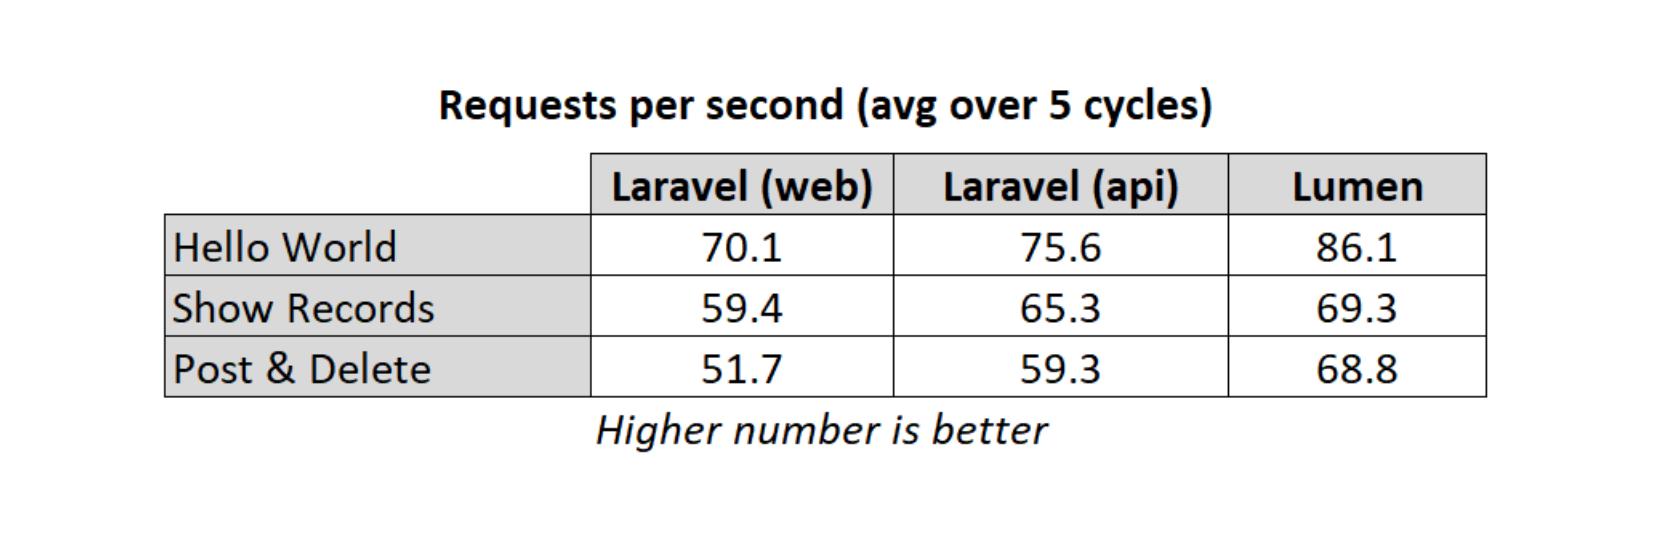 Requests per second (avg over 5 cycles)
Laravel (web) Laravel (api) Lumen
Hello World 70.1 75.6 86.1
Show Records 59.4 65.3 69.3
Post & Delete 51.7 59.3 68.8
Higher number is better